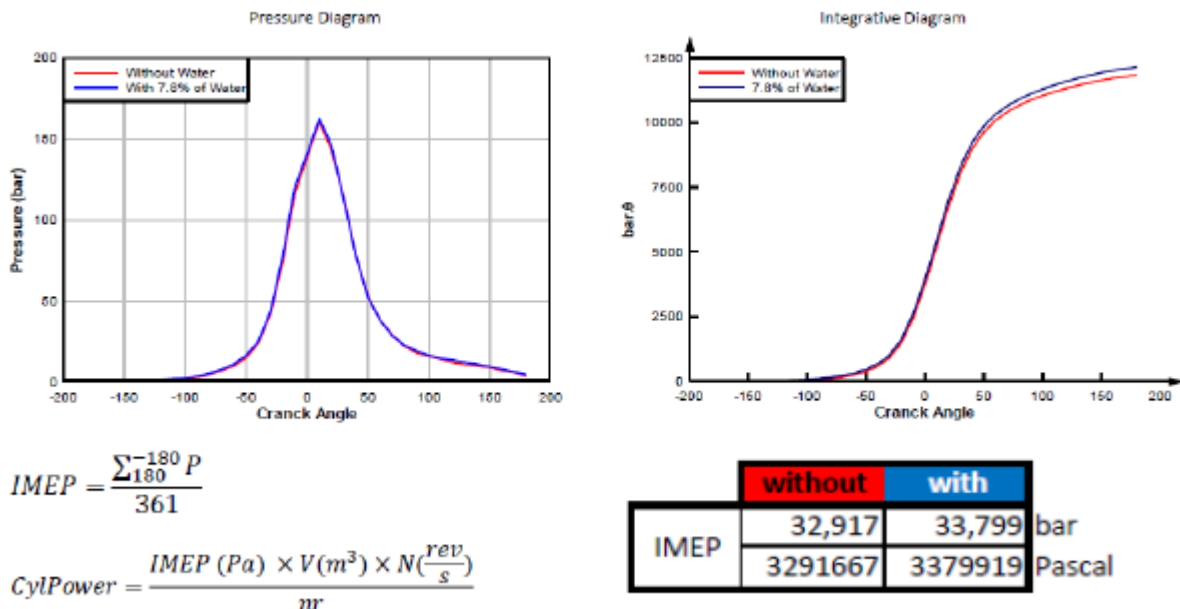 Pressure Diagram
200
150
100
50
0
Pressure (bar)
Without Water
With 7.8% of Water
-200 -150 -100 -50 0 50 100 150 200
Cranck Angle
Integrative Diagram
12500
10000
7500
5000
2500
0
bar.θ
Without Water
7.8% of Water
-200 -150 -100 -50 0 50 100 150 200
Cranck Angle
IMEP = ∑₁₈₀⁻¹⁸⁰ P / 361
CylPower = IMEP (Pa) × V(m³) × N(rev/s) / nr
without with
IMEP 32,917 33,799 bar
3291667 3379919 Pascal